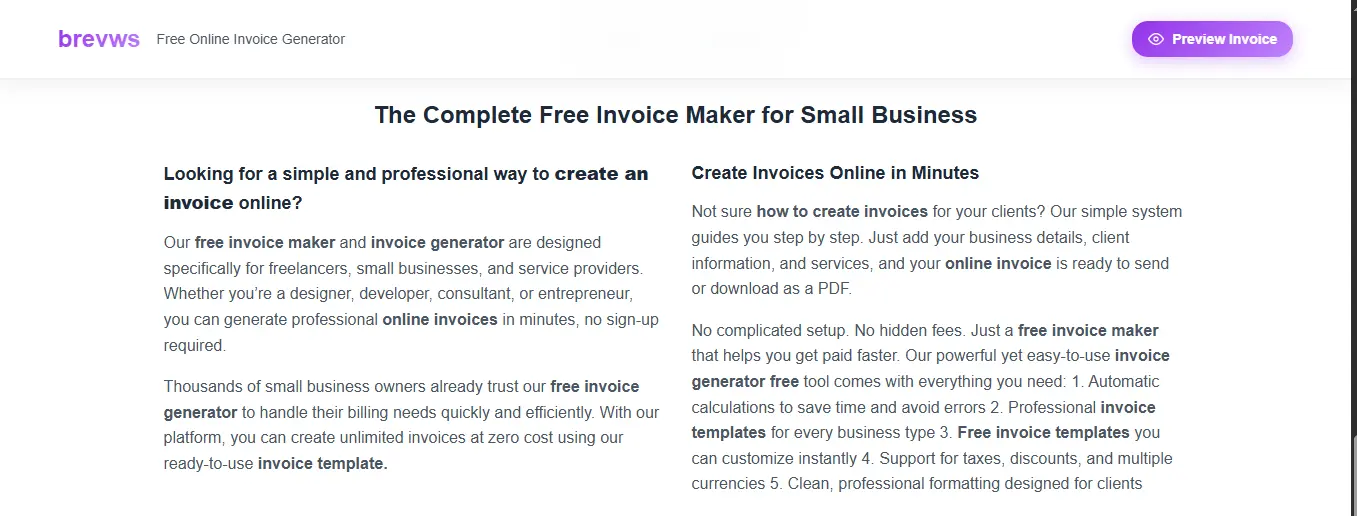 brevws Free Online Invoice Generator
Preview Invoice
The Complete Free Invoice Maker for Small Business
Looking for a simple and professional way to create an
invoice online?
Our free invoice maker and invoice generator are designed
specifically for freelancers, small businesses, and service providers.
Whether you’re a designer, developer, consultant, or entrepreneur,
you can generate professional online invoices in minutes, no sign-up
required.
Thousands of small business owners already trust our free invoice
generator to handle their billing needs quickly and efficiently. With our
platform, you can create unlimited invoices at zero cost using our
ready-to-use invoice template.
Create Invoices Online in Minutes
Not sure how to create invoices for your clients? Our simple system
guides you step by step. Just add your business details, client
information, and services, and your online invoice is ready to send
or download as a PDF.
No complicated setup. No hidden fees. Just a free invoice maker
that helps you get paid faster. Our powerful yet easy-to-use invoice
generator free tool comes with everything you need: 1. Automatic
calculations to save time and avoid errors 2. Professional invoice
templates for every business type 3. Free invoice templates you
can customize instantly 4. Support for taxes, discounts, and multiple
currencies 5. Clean, professional formatting designed for clients